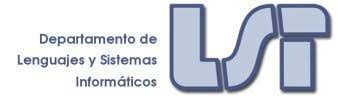 Departamento de
Lenguajes y Sistemas
Informáticos
LSI